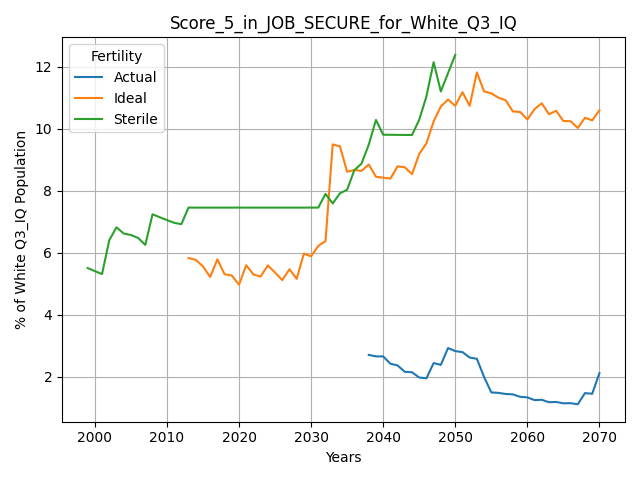 Score_5_in_JOB_SECURE_for_White_Q3_IQ
Fertility
Actual
Ideal
Sterile
% of White Q3_IQ Population
12
10
8
6
4
2
2000 2010 2020 2030 2040 2050 2060 2070
Years